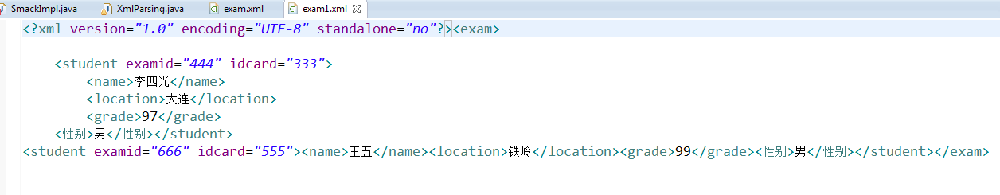 SmackImpl.java XmlParsing.java exam.xml exam1.xml
<?xml version="1.0" encoding="UTF-8" standalone="no"?><exam>
<student examid="444" idcard="333">
<name>李四光</name>
<location>大连</location>
<grade>97</grade>
<性别>男</性别></student>
<student examid="666" idcard="555"><name>王五</name><location>铁岭</location><grade>99</grade><性别>男</性别></student></exam>